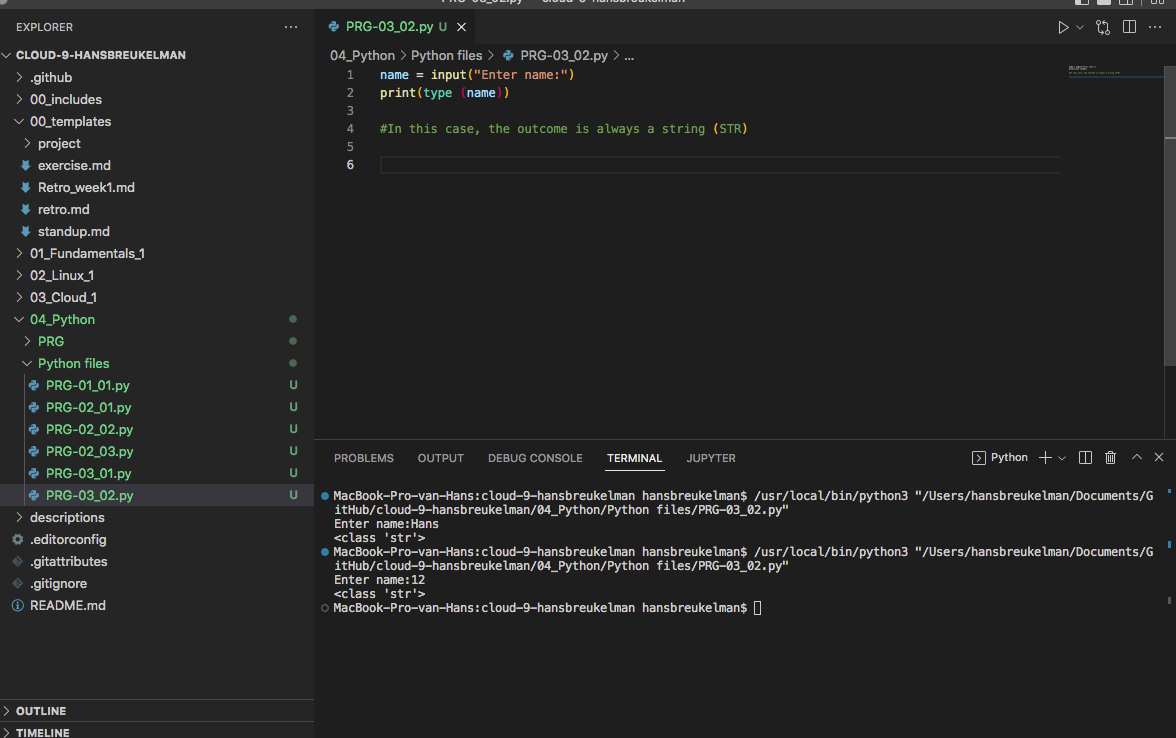 EXPLORER
CLOUD-9-HANSBREUKELMAN
.github
00_includes
00_templates
project
exercise.md
Retro_week1.md
retro.md
standup.md
01_Fundamentals_1
02_Linux_1
03_Cloud_1
04_Python
PRG
Python files
PRG-01_01.py U
PRG-02_01.py U
PRG-02_02.py U
PRG-02_03.py U
PRG-03_01.py U
PRG-03_02.py U
descriptions
.editorconfig
.gitattributes
.gitignore
README.md
OUTLINE
TIMELINE
PRG-03_02.py U
04_Python > Python files > PRG-03_02.py > ...
1 name = input("Enter name:")
2 print(type (name))
3
4 #In this case, the outcome is always a string (STR)
5
6
PROBLEMS OUTPUT DEBUG CONSOLE TERMINAL JUPYTER Python
MacBook-Pro-van-Hans:cloud-9-hansbreukelman hansbreukelman$ /usr/local/bin/python3 "/Users/hansbreukelman/Documents/G
itHub/cloud-9-hansbreukelman/04_Python/Python files/PRG-03_02.py"
Enter name:Hans
<class 'str'>
MacBook-Pro-van-Hans:cloud-9-hansbreukelman hansbreukelman$ /usr/local/bin/python3 "/Users/hansbreukelman/Documents/G
itHub/cloud-9-hansbreukelman/04_Python/Python files/PRG-03_02.py"
Enter name:12
<class 'str'>
MacBook-Pro-van-Hans:cloud-9-hansbreukelman hansbreukelman$